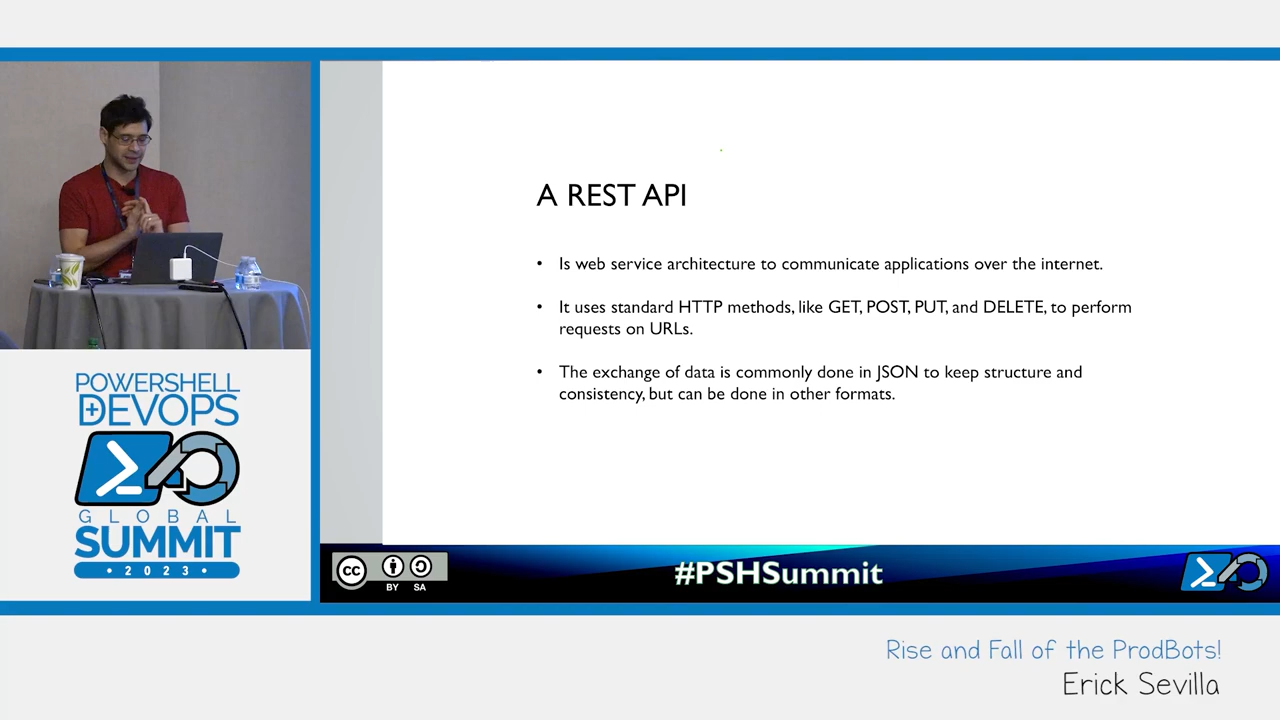 A REST API
• Is web service architecture to communicate applications over the internet.
• It uses standard HTTP methods, like GET, POST, PUT, and DELETE, to perform
requests on URLs.
• The exchange of data is commonly done in JSON to keep structure and
consistency, but can be done in other formats.
POWERSHELL
+DEVOPS
GLOBAL
SUMMIT
• 2023 •
cc
BY SA
#PSHSummit
Rise and Fall of the ProdBots!
Erick Sevilla